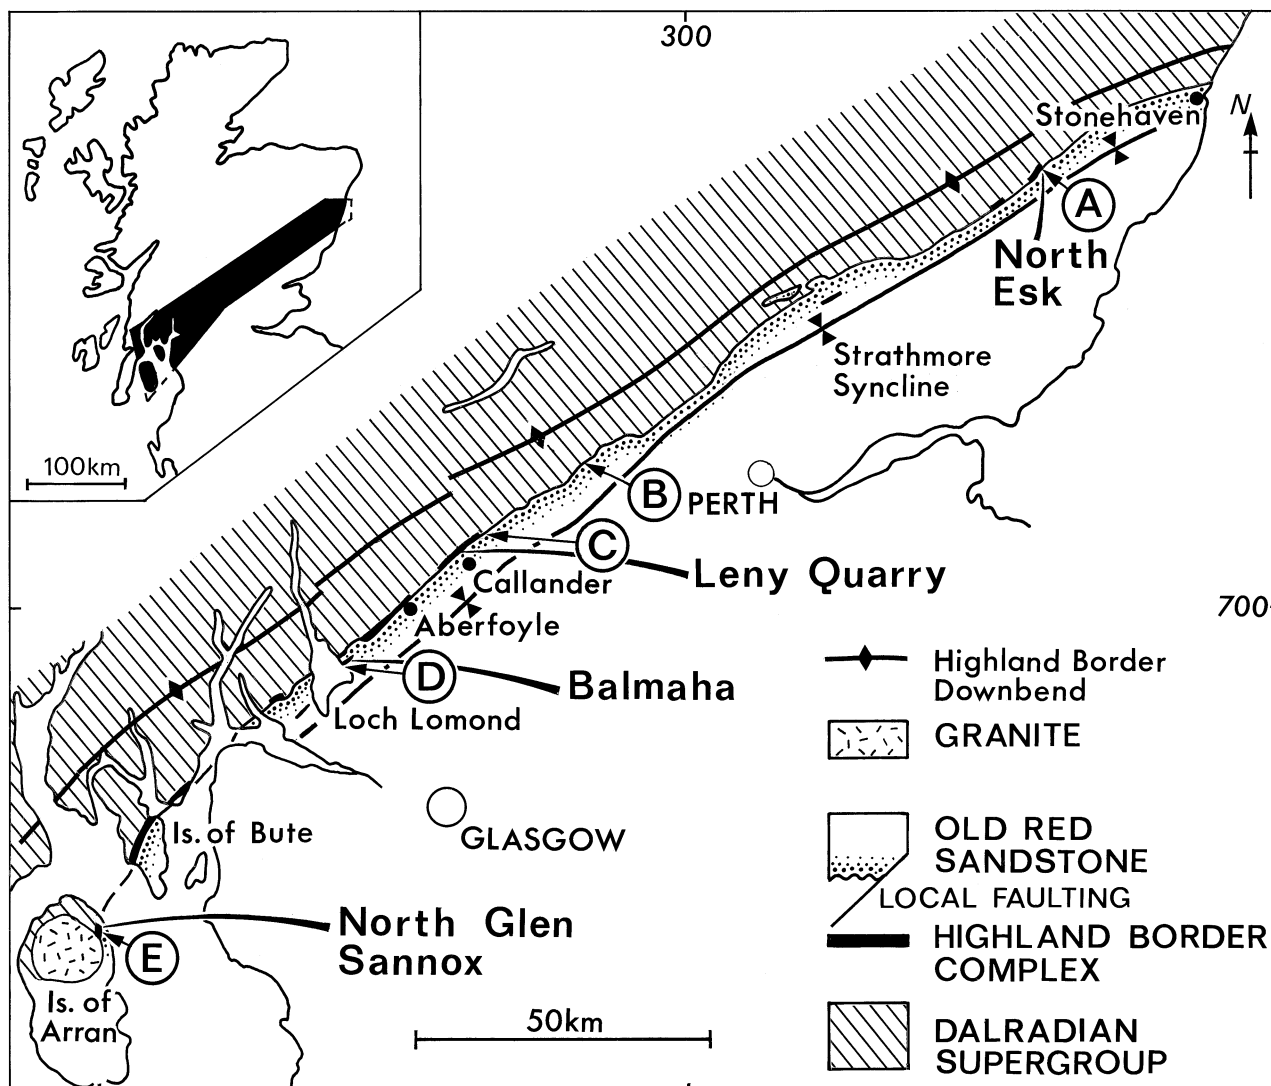 300
N
Stonehaven
A
North
Esk
Strathmore
Syncline
100km
B
PERTH
C
Leny Quarry
Callander
700
Aberfoyle
D
Balmaha
Loch Lomond
Highland Border
Downbend
GRANITE
Is. of Bute
GLASGOW
OLD RED
SANDSTONE
LOCAL FAULTING
North Glen
Sannox
E
HIGHLAND BORDER
COMPLEX
Is. of
Arran
50km
DALRADIAN
SUPERGROUP